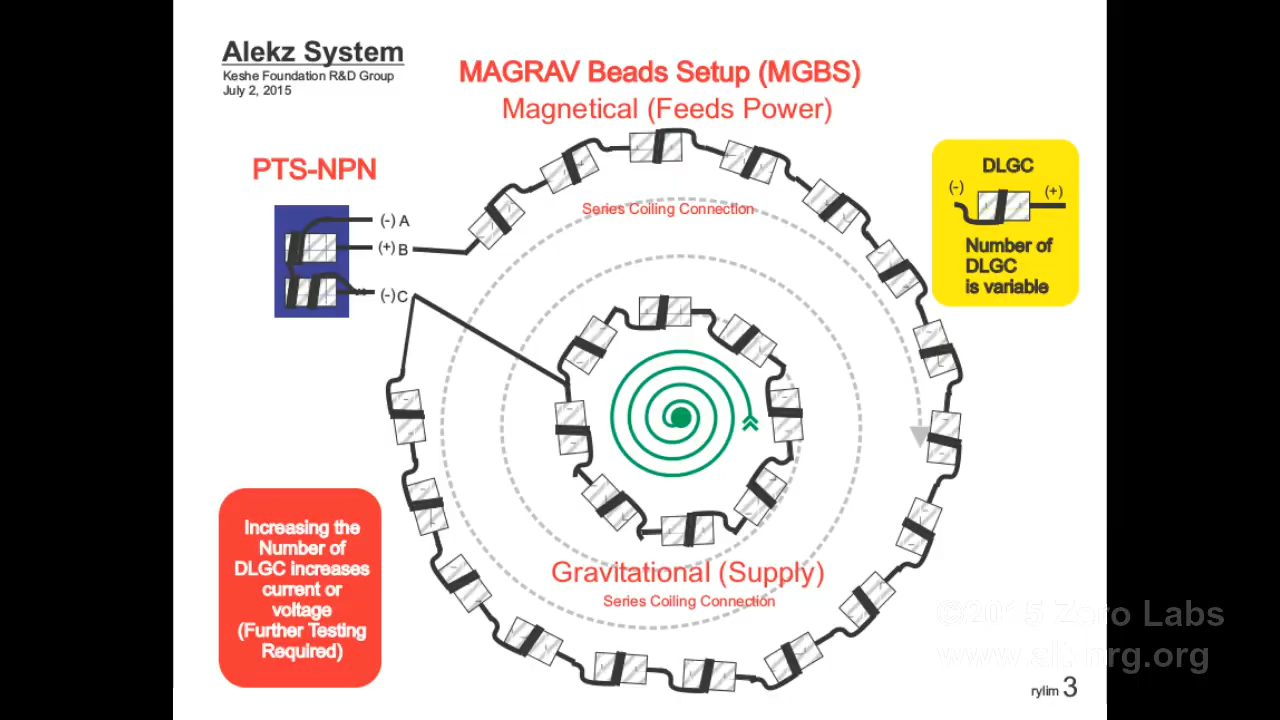 Alekz System
Keshe Foundation R&D Group
July 2, 2015
MAGRAV Beads Setup (MGBS)
Magnetical (Feeds Power)
PTS-NPN
(-) A
(+) B
(-) C
Series Coiling Connection
DLGC
(-)
(+)
Number of
DLGC
is variable
Gravitational (Supply)
Series Coiling Connection
Increasing the
Number of
DLGC increases
current or
voltage
(Further Testing
Required)
©2015 Zero Labs
rylim 3